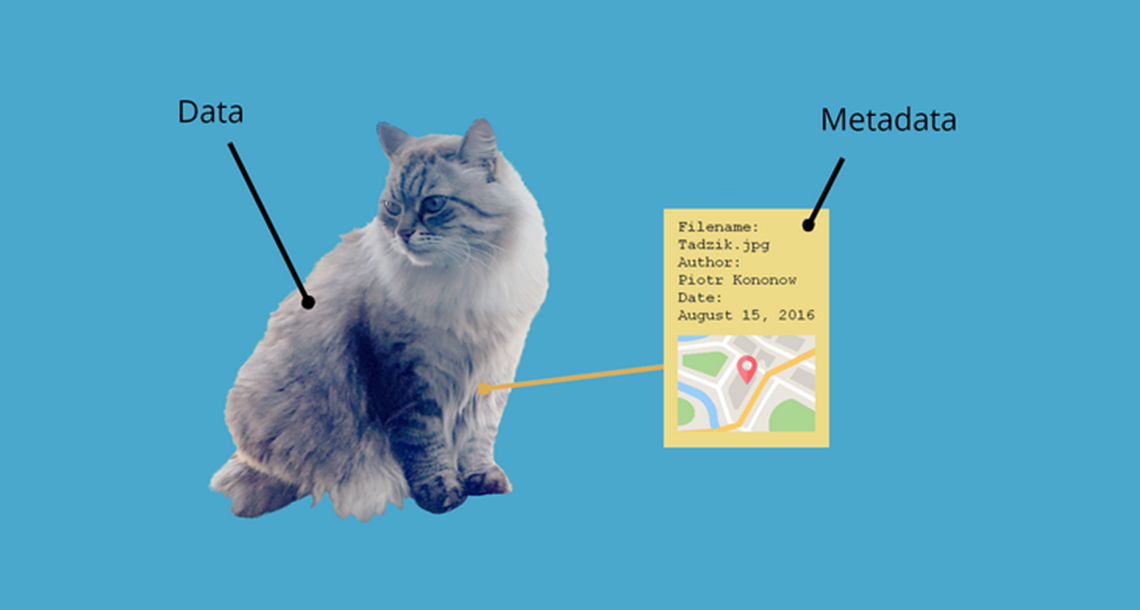 Data
Metadata
Filename:
Tadzik.jpg
Author:
Piotr Kononow
Date:
August 15, 2016